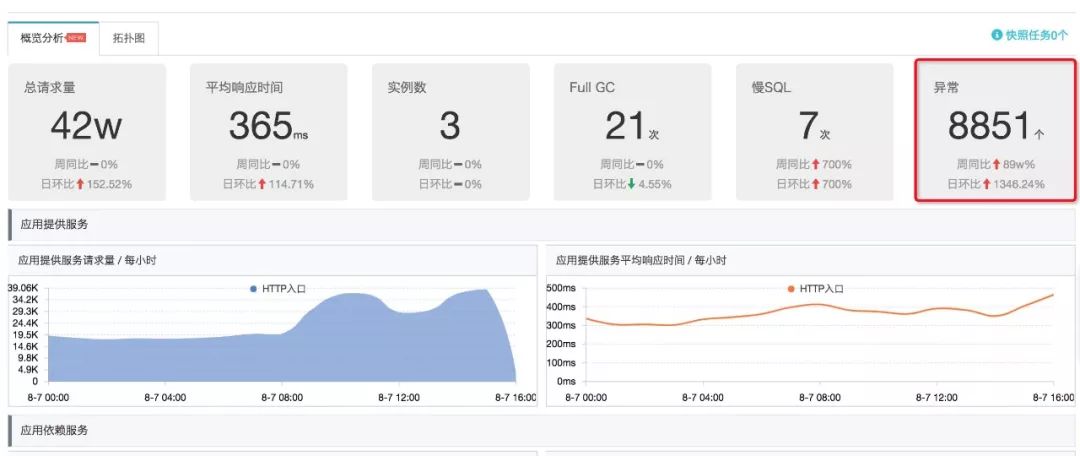 概览分析 NEW 拓扑图 快照任务0个
总请求量 平均响应时间 实例数 Full GC 慢SQL 异常
42w 365ms 3 21次 7次 8851个
周同比 0% 周同比 0% 周同比 0% 周同比 0% 周同比 700% 周同比 89w%
日环比 152.52% 日环比 114.71% 日环比 0% 日环比 4.55% 日环比 700% 日环比 1346.24%
应用提供服务
应用提供服务请求量 / 每小时 应用提供服务平均响应时间 / 每小时
HTTP入口
39.06K
34.2K
29.3K
24.4K
19.5K
14.6K
9.8K
4.9K
0
8-7 00:00 8-7 04:00 8-7 08:00 8-7 12:00 8-7 16:00
HTTP入口
500ms
400ms
300ms
200ms
100ms
0ms
8-7 00:00 8-7 04:00 8-7 08:00 8-7 12:00 8-7 16:00
应用依赖服务